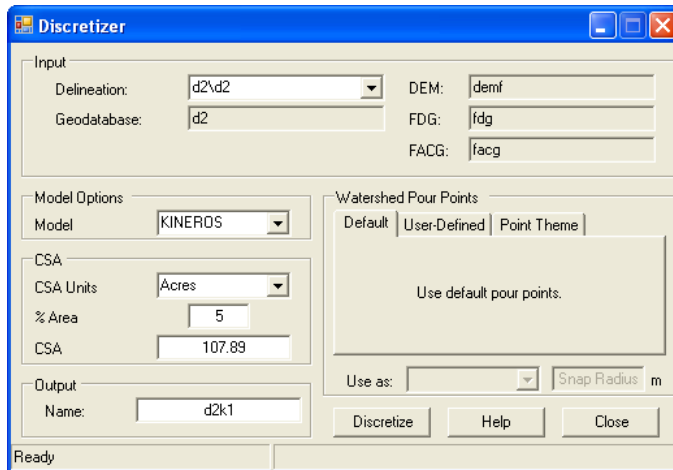 Discretizer
Input
Delineation: d2\d2
Geodatabase: d2
DEM: demf
FDG: fdg
FACG: facg
Model Options
Model KINEROS
CSA
CSA Units Acres
% Area 5
CSA 107.89
Output
Name: d2k1
Watershed Pour Points
Default User-Defined Point Theme
Use default pour points.
Use as: Snap Radius m
Discretize Help Close
Ready